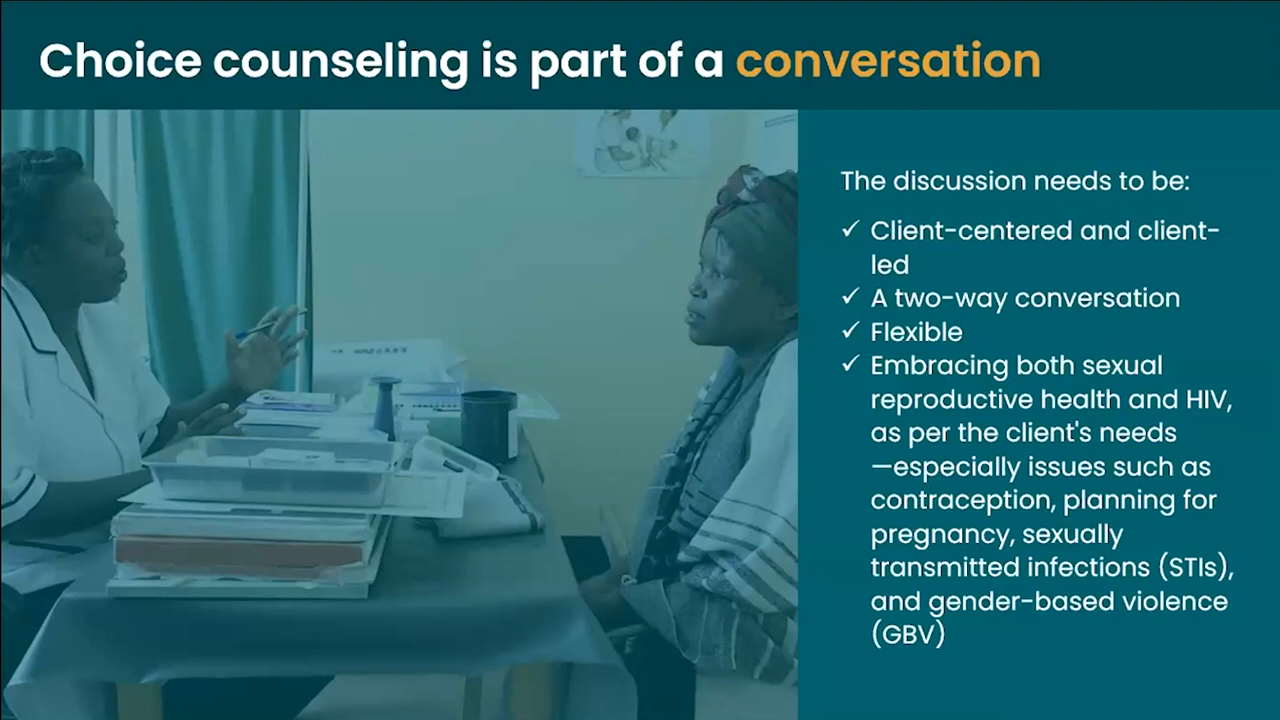 Choice counseling is part of a conversation
The discussion needs to be:
✓ Client-centered and client-
led
✓ A two-way conversation
✓ Flexible
✓ Embracing both sexual
reproductive health and HIV,
as per the client's needs
—especially issues such as
contraception, planning for
pregnancy, sexually
transmitted infections (STIs),
and gender-based violence
(GBV)